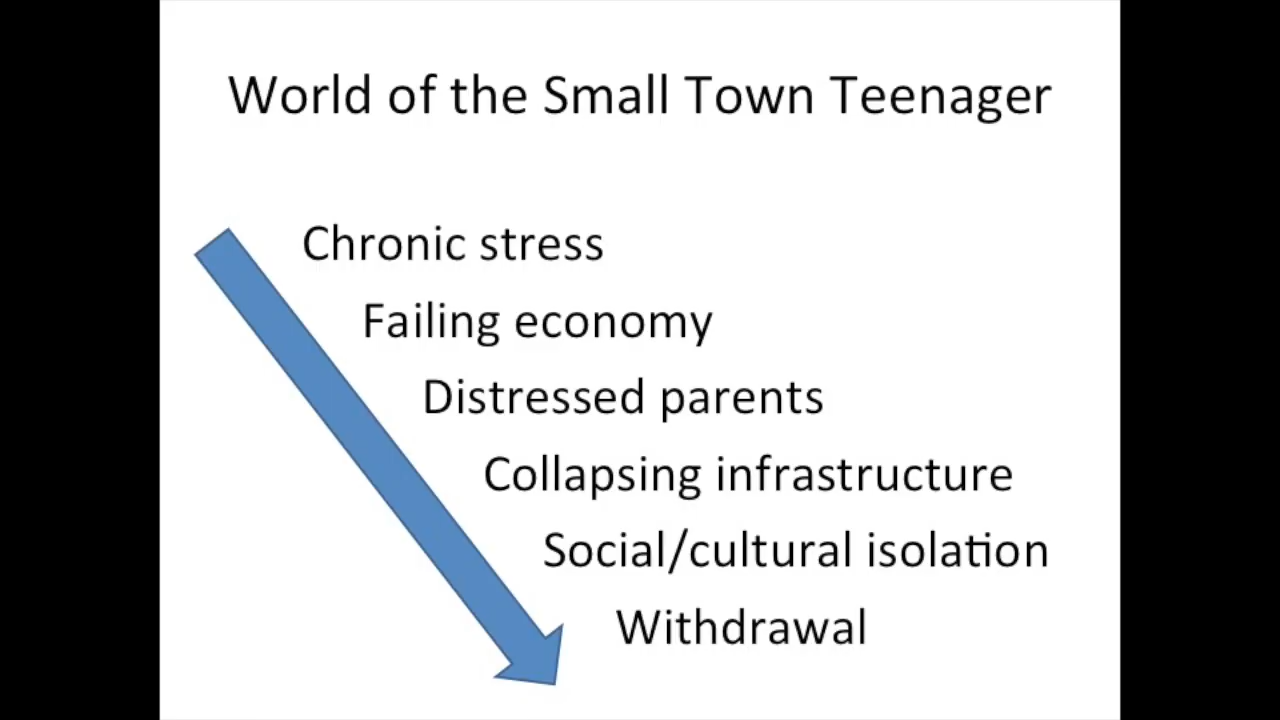 World of the Small Town Teenager
Chronic stress
Failing economy
Distressed parents
Collapsing infrastructure
Social/cultural isolation
Withdrawal